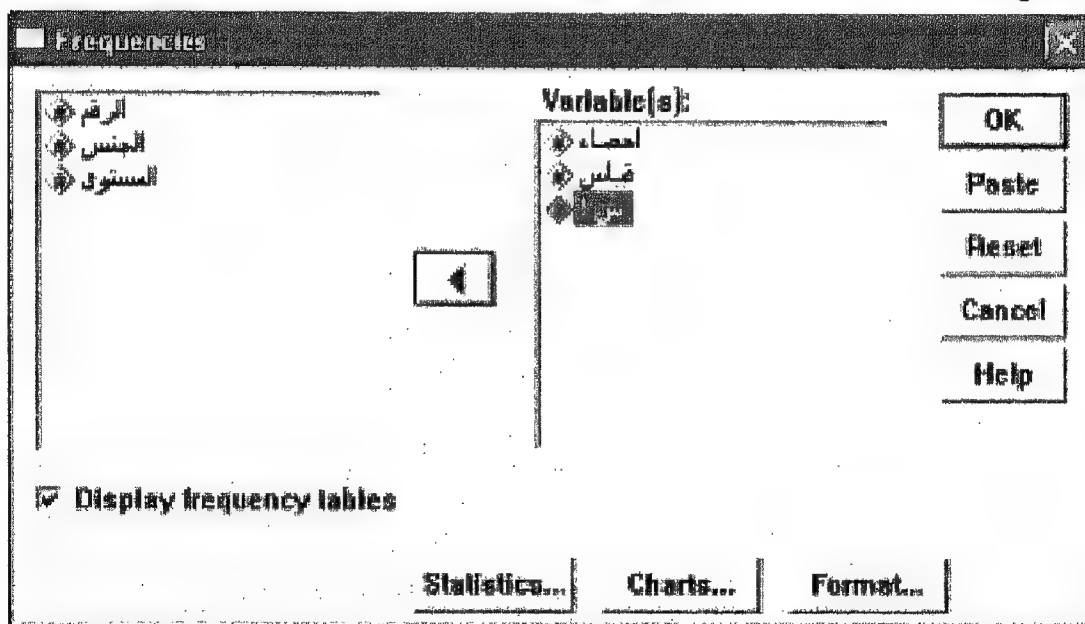 Frequencies
الرقم
الجنس
المستوى
Variable(s):
احصاء
قياس
OK
Paste
Reset
Cancel
Help
Display frequency tables
Statistics...
Charts...
Format...